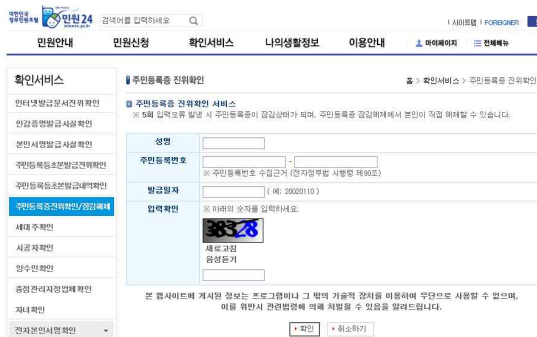 대한민국
정부민원포털 민원24
검색어를 입력하세요
사이트맵 | FOREIGNER
민원안내 민원신청 확인서비스 나의생활정보 이용안내 마이페이지 전체메뉴
확인서비스
인터넷발급문서진위확인
인감증명발급사실확인
본인서명발급사실확인
주민등록등초본발급진위확인
주민등록등초본발급내역확인
주민등록증진위확인/잠김해제
세대주확인
시공자확인
양수인확인
중점관리자정업체확인
자녀확인
전자본인서명확인
주민등록증 진위확인
홈 > 확인서비스 > 주민등록증 진위확인
주민등록증 진위확인 서비스
※ 5회 입력오류 발생 시 주민등록증이 잠김상태가 되며, 주민등록증 잠김해제에서 본인이 직접 해제할 수 있습니다.
성명
주민등록번호 -
※ 주민등록번호 수집근거 (전자정부법 시행령 제90조)
발급일자 ( 예: 20020110 )
입력확인 ※ 아래의 숫자를 입력하세요.
38328
새로고침
음성듣기
본 웹사이트에 게시된 정보는 프로그램이나 그 밖의 기술적 장치를 이용하여 무단으로 사용할 수 없으며,
이를 위반시 관련법령에 의해 처벌될 수 있음을 알려드립니다.
확인 취소하기